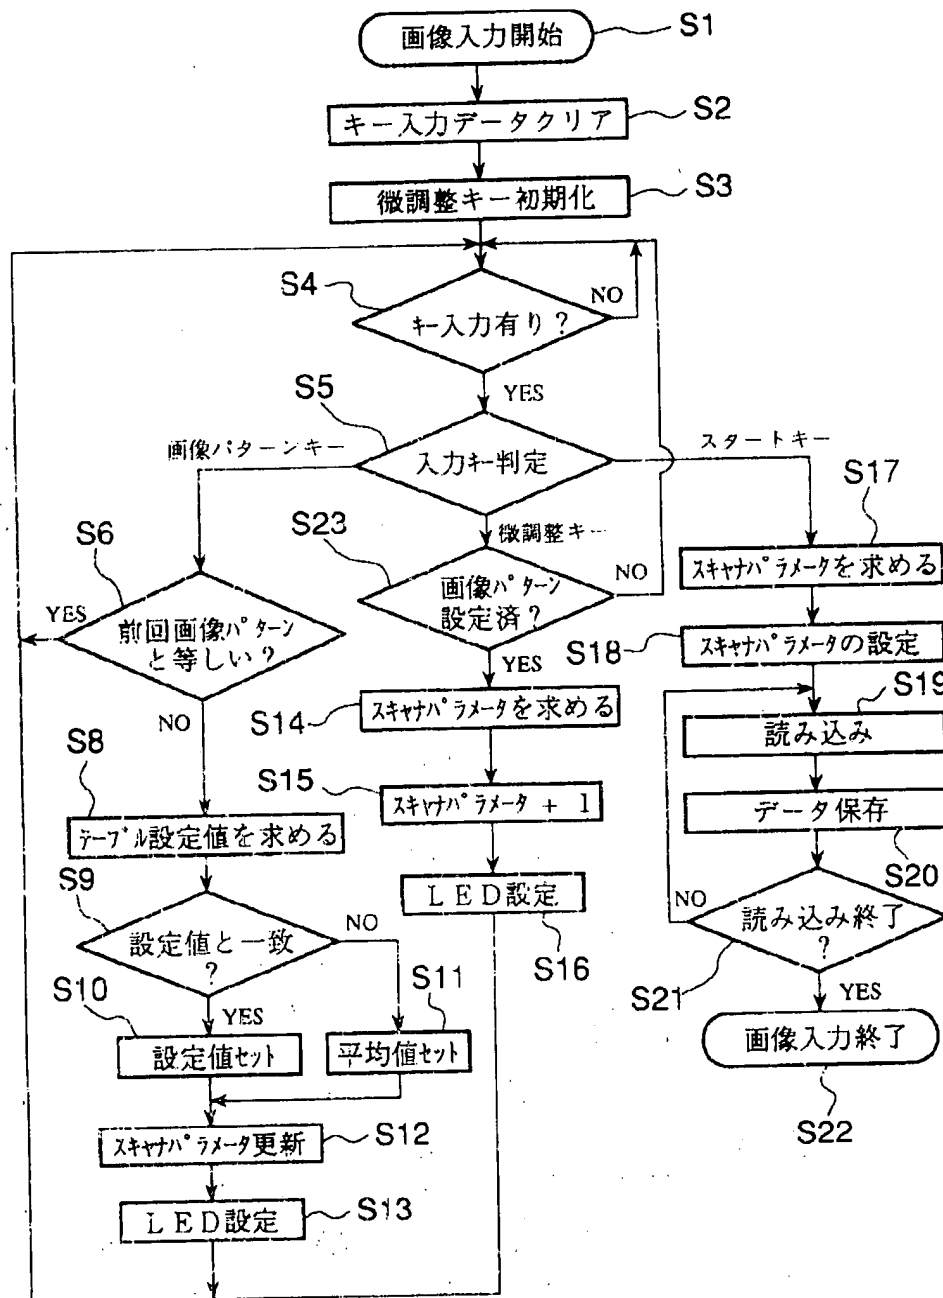 画像入力開始
S1
キー入力データクリア
S2
微調整キー初期化
S3
S4
キー入力有り?
NO
YES
S5
入力キー判定
画像パターンキー
スタートキー
微調整キー
S6
前回画像パターン
と等しい?
YES
NO
S23
画像パターン
設定済?
NO
YES
S17
スキャナパラメータを求める
S18
スキャナパラメータの設定
S14
スキャナパラメータを求める
S19
読み込み
S15
スキャナパラメータ + 1
S8
テーブル設定値を求める
データ保存
S20
S9
設定値と一致
?
NO
YES
LED設定
S16
NO
読み込み終了
?
S21
YES
S10
設定値セット
S11
平均値セット
画像入力終了
S22
スキャナパラメータ更新
S12
LED設定
S13